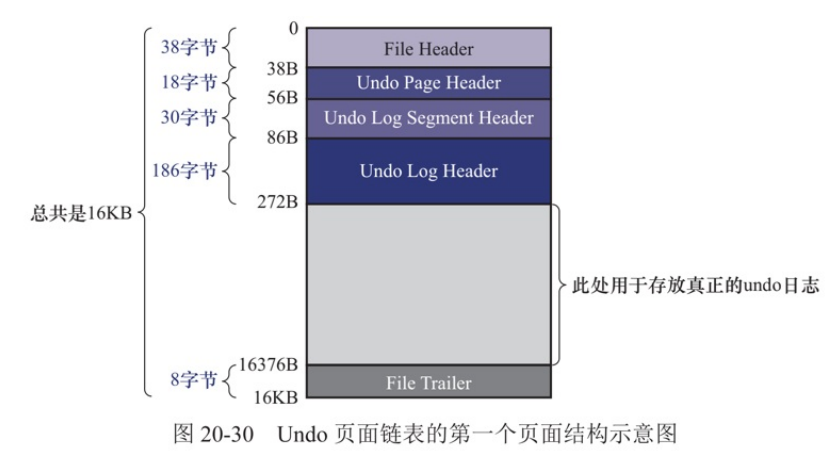 0
38字节
File Header
38B
18字节
Undo Page Header
56B
30字节
Undo Log Segment Header
86B
186字节
Undo Log Header
272B
总共是16KB
此处用于存放真正的undo日志
16376B
8字节
File Trailer
16KB
图 20-30 Undo 页面链表的第一个页面结构示意图